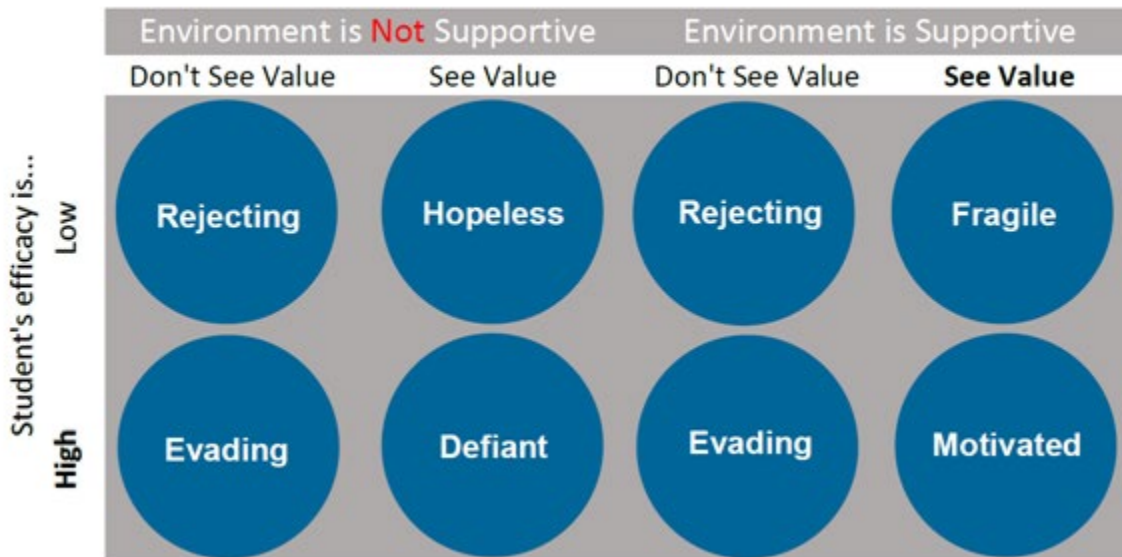 Environment is Not Supportive Environment is Supportive
Don't See Value See Value Don't See Value See Value
Student's efficacy is...
Low
Rejecting Hopeless Rejecting Fragile
High
Evading Defiant Evading Motivated